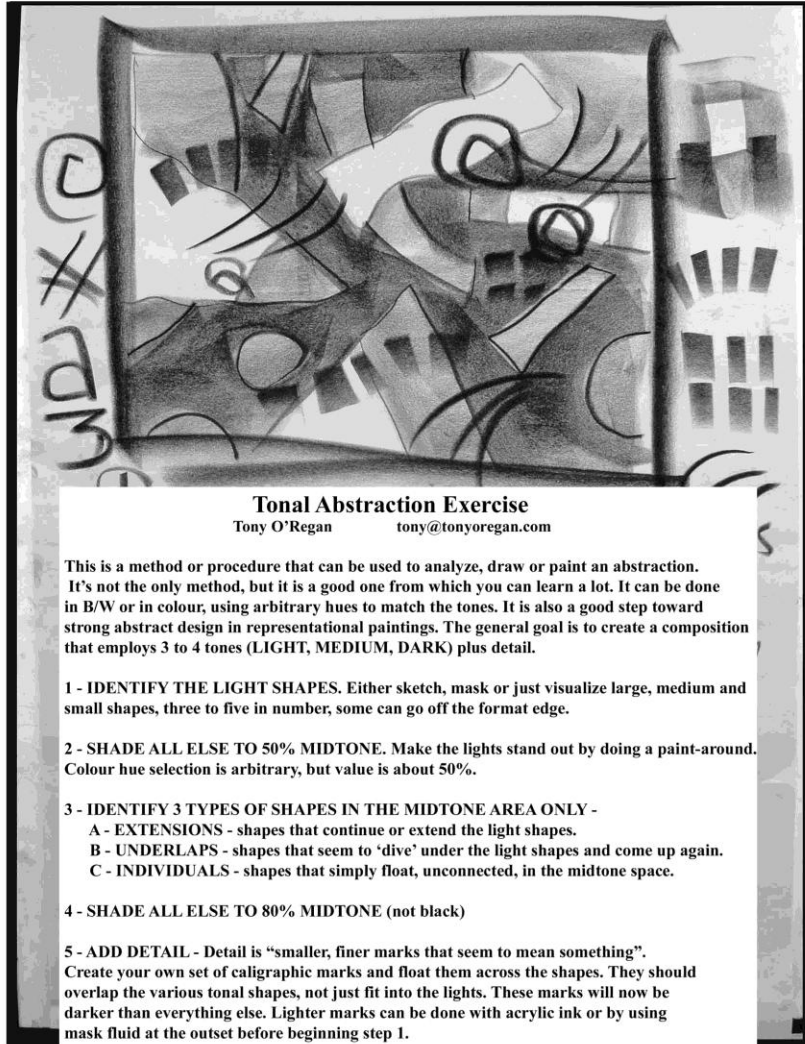 Tonal Abstraction Exercise
Tony O’Regan tony@tonyoregan.com
This is a method or procedure that can be used to analyze, draw or paint an abstraction.
It’s not the only method, but it is a good one from which you can learn a lot. It can be done
in B/W or in colour, using arbitrary hues to match the tones. It is also a good step toward
strong abstract design in representational paintings. The general goal is to create a composition
that employs 3 to 4 tones (LIGHT, MEDIUM, DARK) plus detail.
1 - IDENTIFY THE LIGHT SHAPES. Either sketch, mask or just visualize large, medium and
small shapes, three to five in number, some can go off the format edge.
2 - SHADE ALL ELSE TO 50% MIDTONE. Make the lights stand out by doing a paint-around.
Colour hue selection is arbitrary, but value is about 50%.
3 - IDENTIFY 3 TYPES OF SHAPES IN THE MIDTONE AREA ONLY -
A - EXTENSIONS - shapes that continue or extend the light shapes.
B - UNDERLAPS - shapes that seem to ‘dive’ under the light shapes and come up again.
C - INDIVIDUALS - shapes that simply float, unconnected, in the midtone space.
4 - SHADE ALL ELSE TO 80% MIDTONE (not black)
5 - ADD DETAIL - Detail is “smaller, finer marks that seem to mean something”.
Create your own set of caligraphic marks and float them across the shapes. They should
overlap the various tonal shapes, not just fit into the lights. These marks will now be
darker than everything else. Lighter marks can be done with acrylic ink or by using
mask fluid at the outset before beginning step 1.